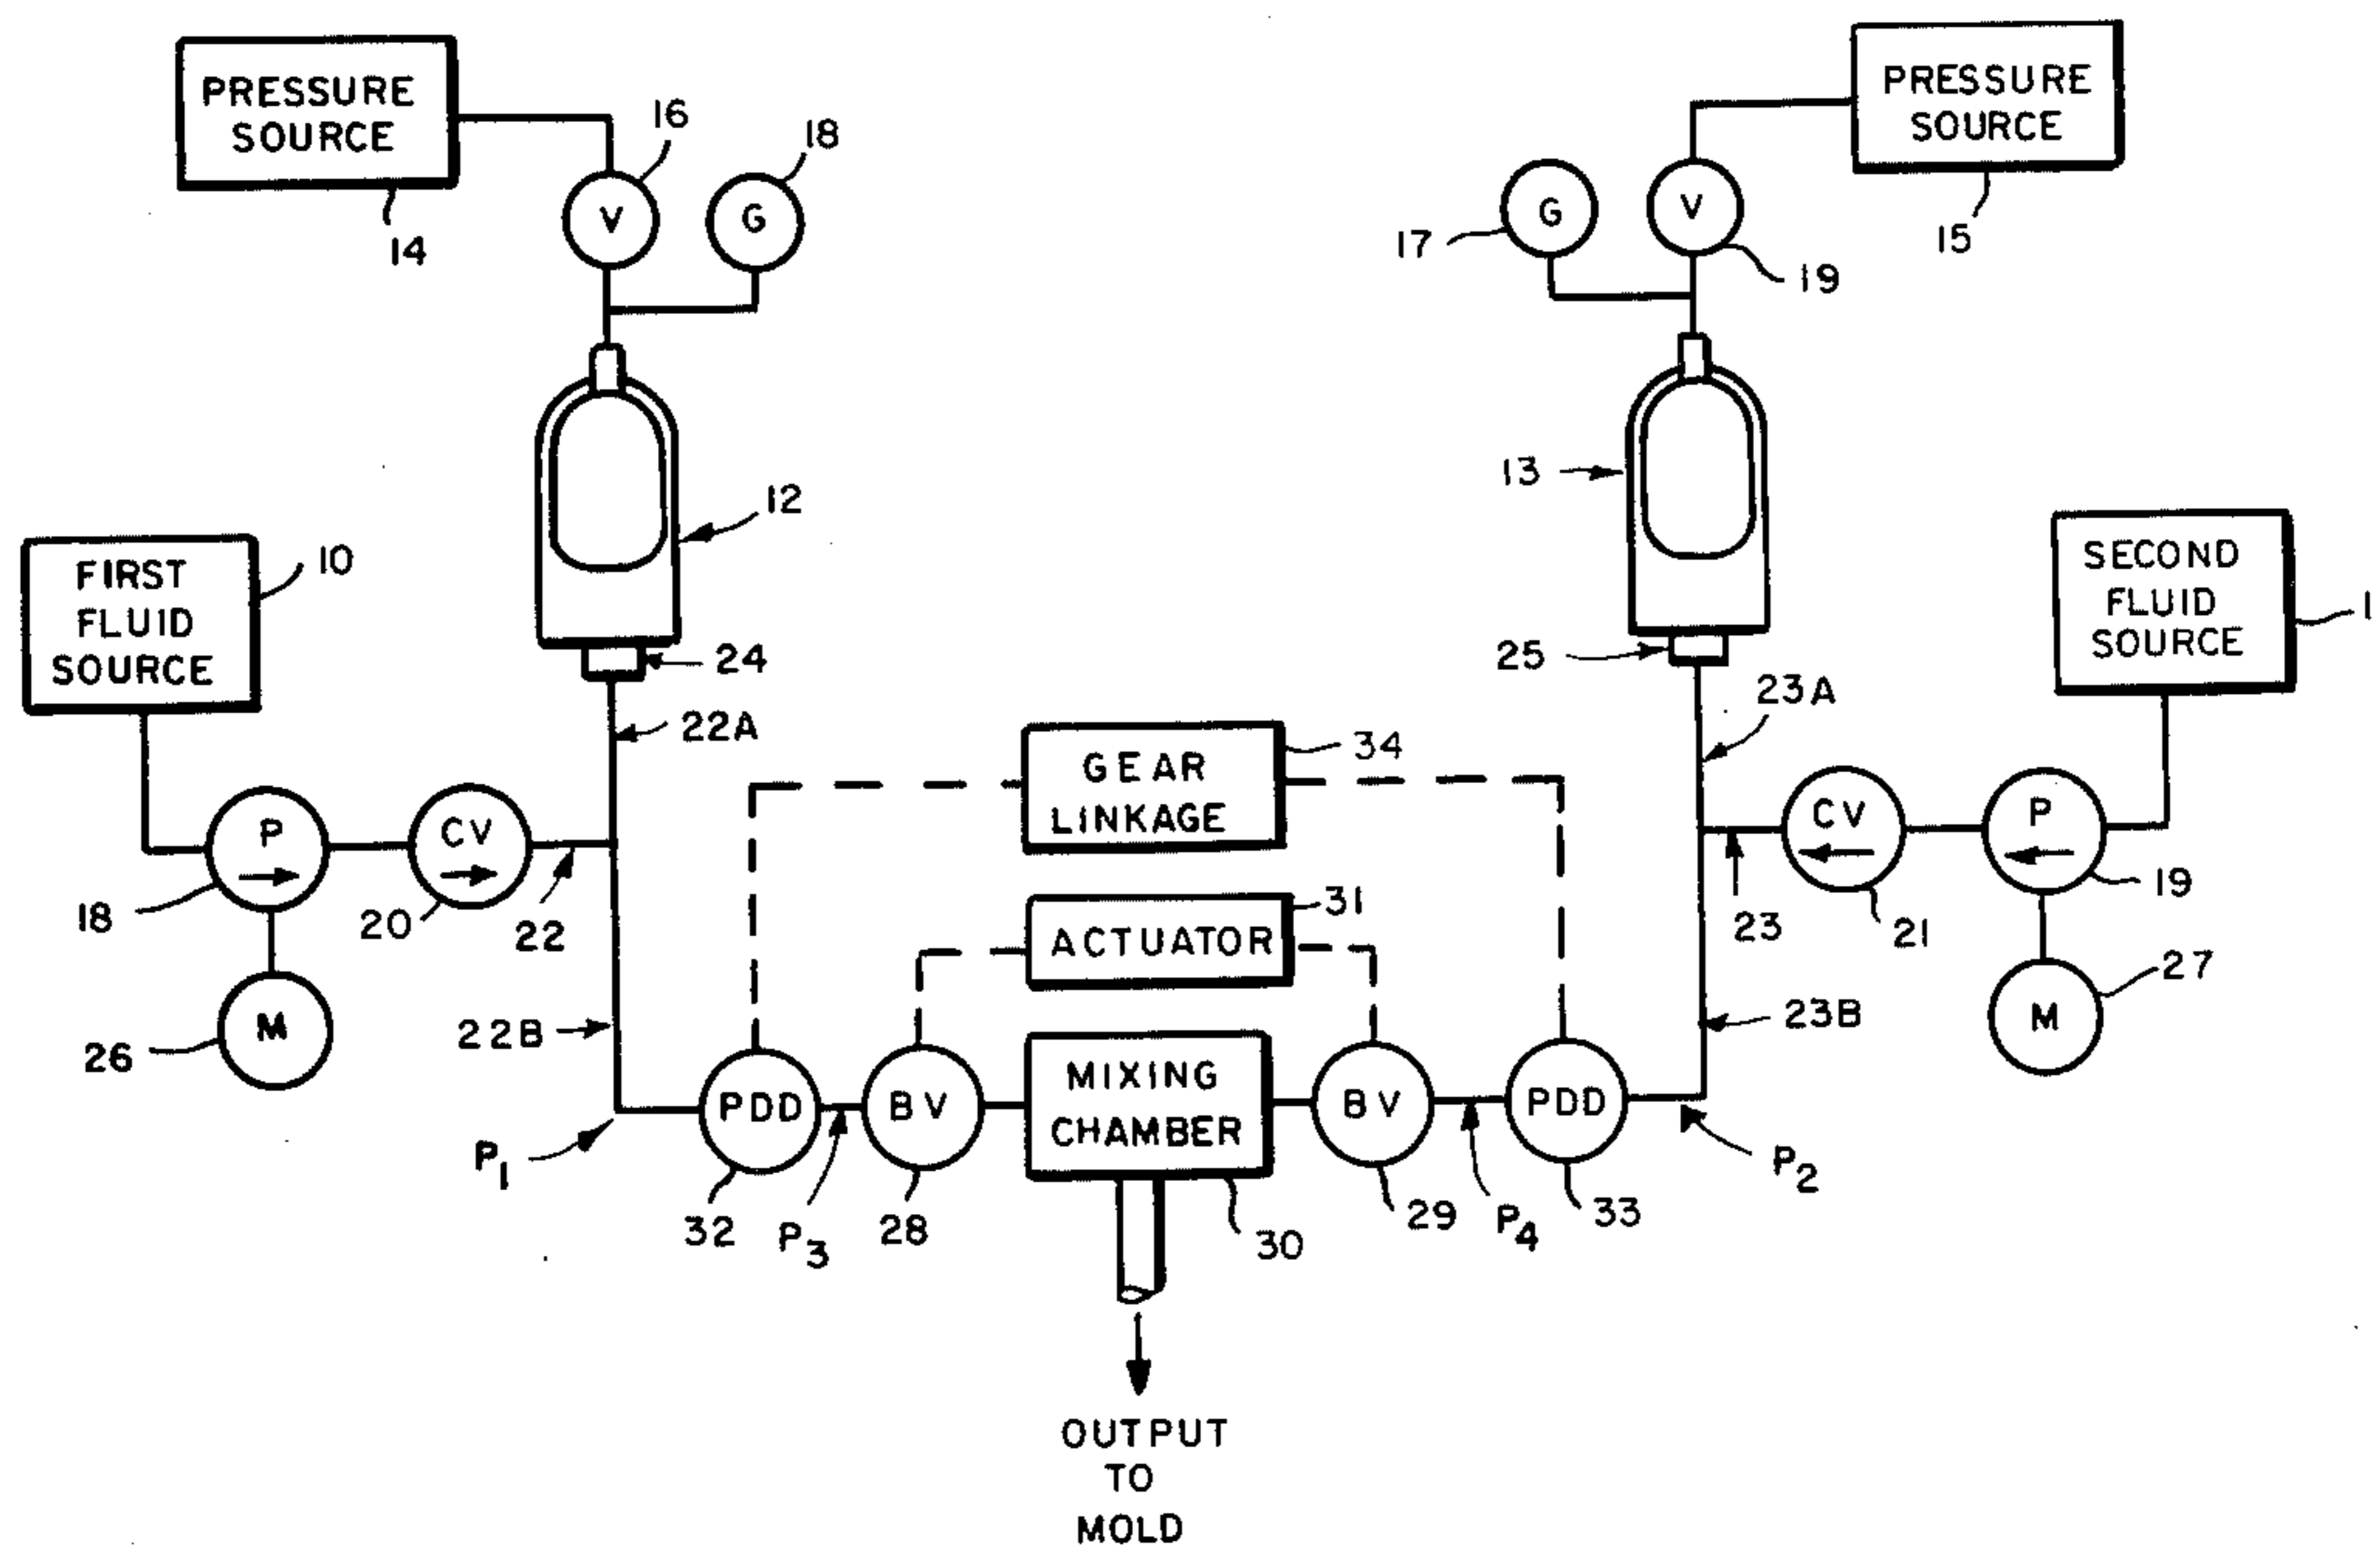 PRESSURE
SOURCE
14
16
V
18
G
17
G
V
19
PRESSURE
SOURCE
15
12
13
FIRST
FLUID
SOURCE
10
SECOND
FLUID
SOURCE
1
24
25
22A
23A
GEAR
LINKAGE
34
P
18
CV
20
22
CV
21
23
P
19
ACTUATOR
31
M
26
M
27
22B
23B
P1
PDD
32
P3
BV
28
MIXING
CHAMBER
30
BV
29
P4
PDD
33
P2
OUTPUT
TO
MOLD